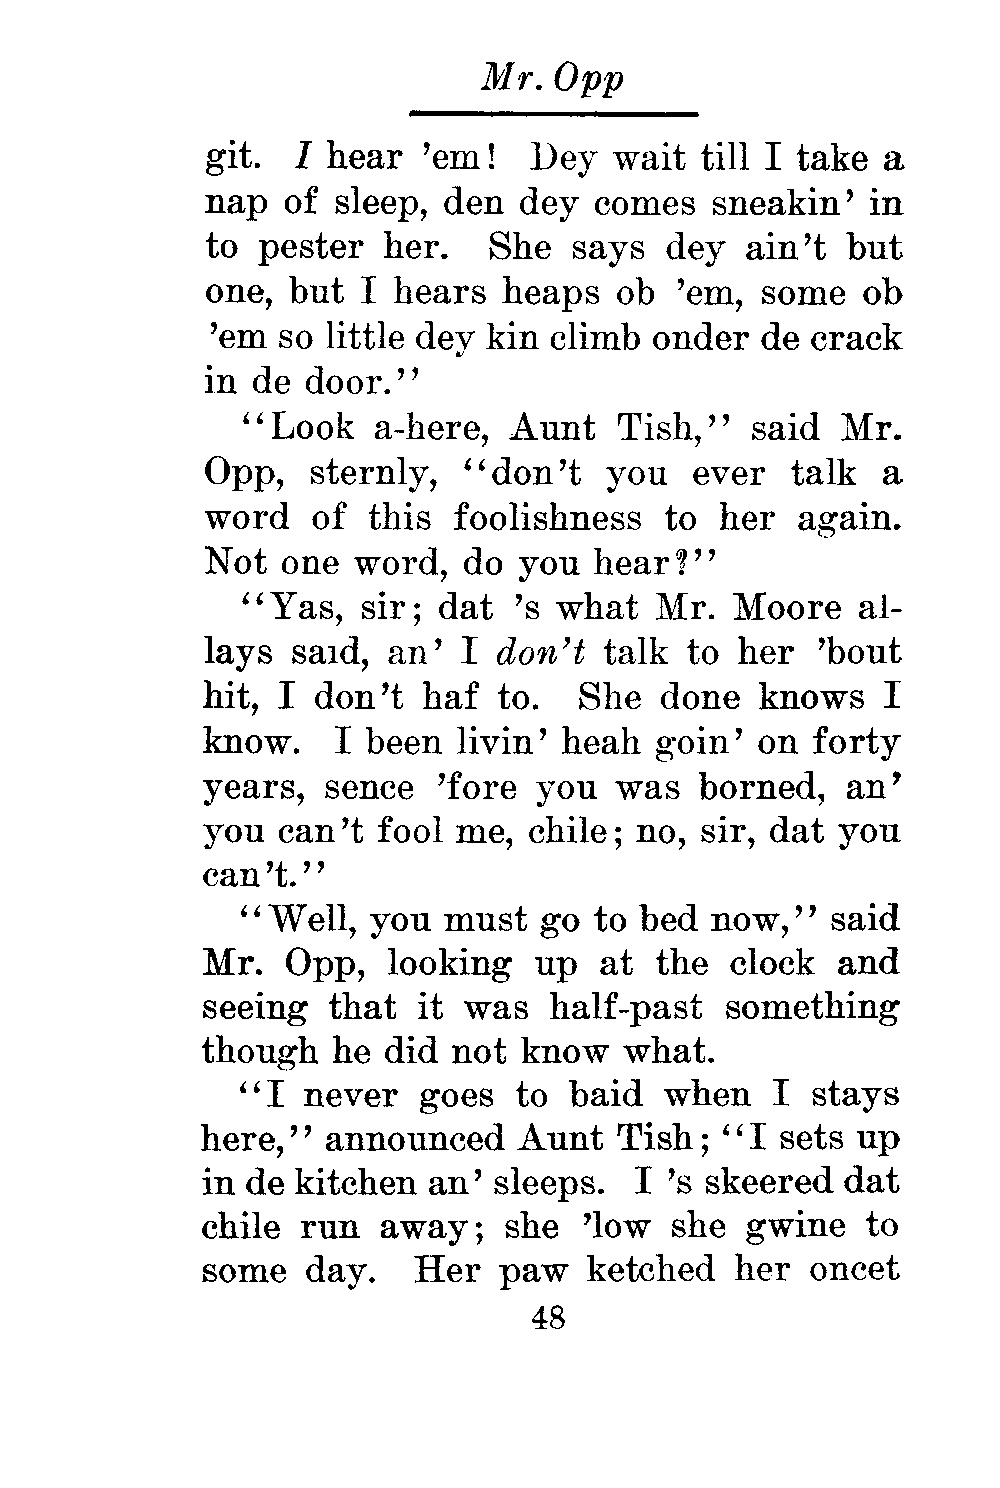 Mr. Opp
git. I hear 'em! Dey wait till I take a
nap of sleep, den dey comes sneakin' in
to pester her. She says dey ain't but
one, but I hears heaps ob 'em, some ob
'em so little dey kin climb onder de crack
in de door."
"Look a-here, Aunt Tish," said Mr.
Opp, sternly, "don't you ever talk a
word of this foolishness to her again.
Not one word, do you hear?"
"Yas, sir; dat 's what Mr. Moore al-
lays said, an' I don't talk to her 'bout
hit, I don't haf to. She done knows I
know. I been livin' heah goin' on forty
years, sence 'fore you was borned, an'
you can't fool me, chile; no, sir, dat you
can't."
"Well, you must go to bed now," said
Mr. Opp, looking up at the clock and
seeing that it was half-past something
though he did not know what.
"I never goes to baid when I stays
here," announced Aunt Tish; "I sets up
in de kitchen an' sleeps. I 's skeered dat
chile run away; she 'low she gwine to
some day. Her paw ketched her oncet
48